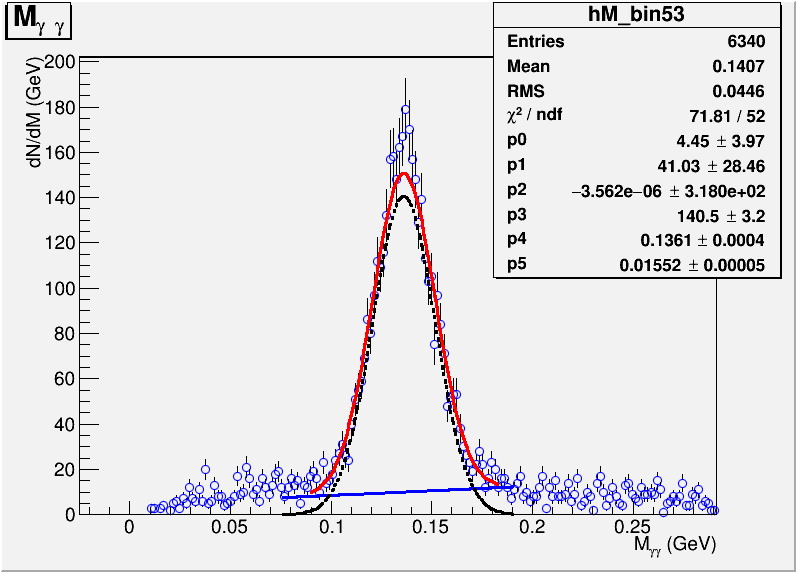 M γ γ
hM_bin53
Entries 6340
Mean 0.1407
RMS 0.0446
χ² / ndf 71.81 / 52
p0 4.45 ± 3.97
p1 41.03 ± 28.46
p2 −3.562e−06 ± 3.180e+02
p3 140.5 ± 3.2
p4 0.1361 ± 0.0004
p5 0.01552 ± 0.00005
dN/dM (GeV)
200
180
160
140
120
100
80
60
40
20
0
0 0.05 0.1 0.15 0.2 0.25
Mγγ (GeV)